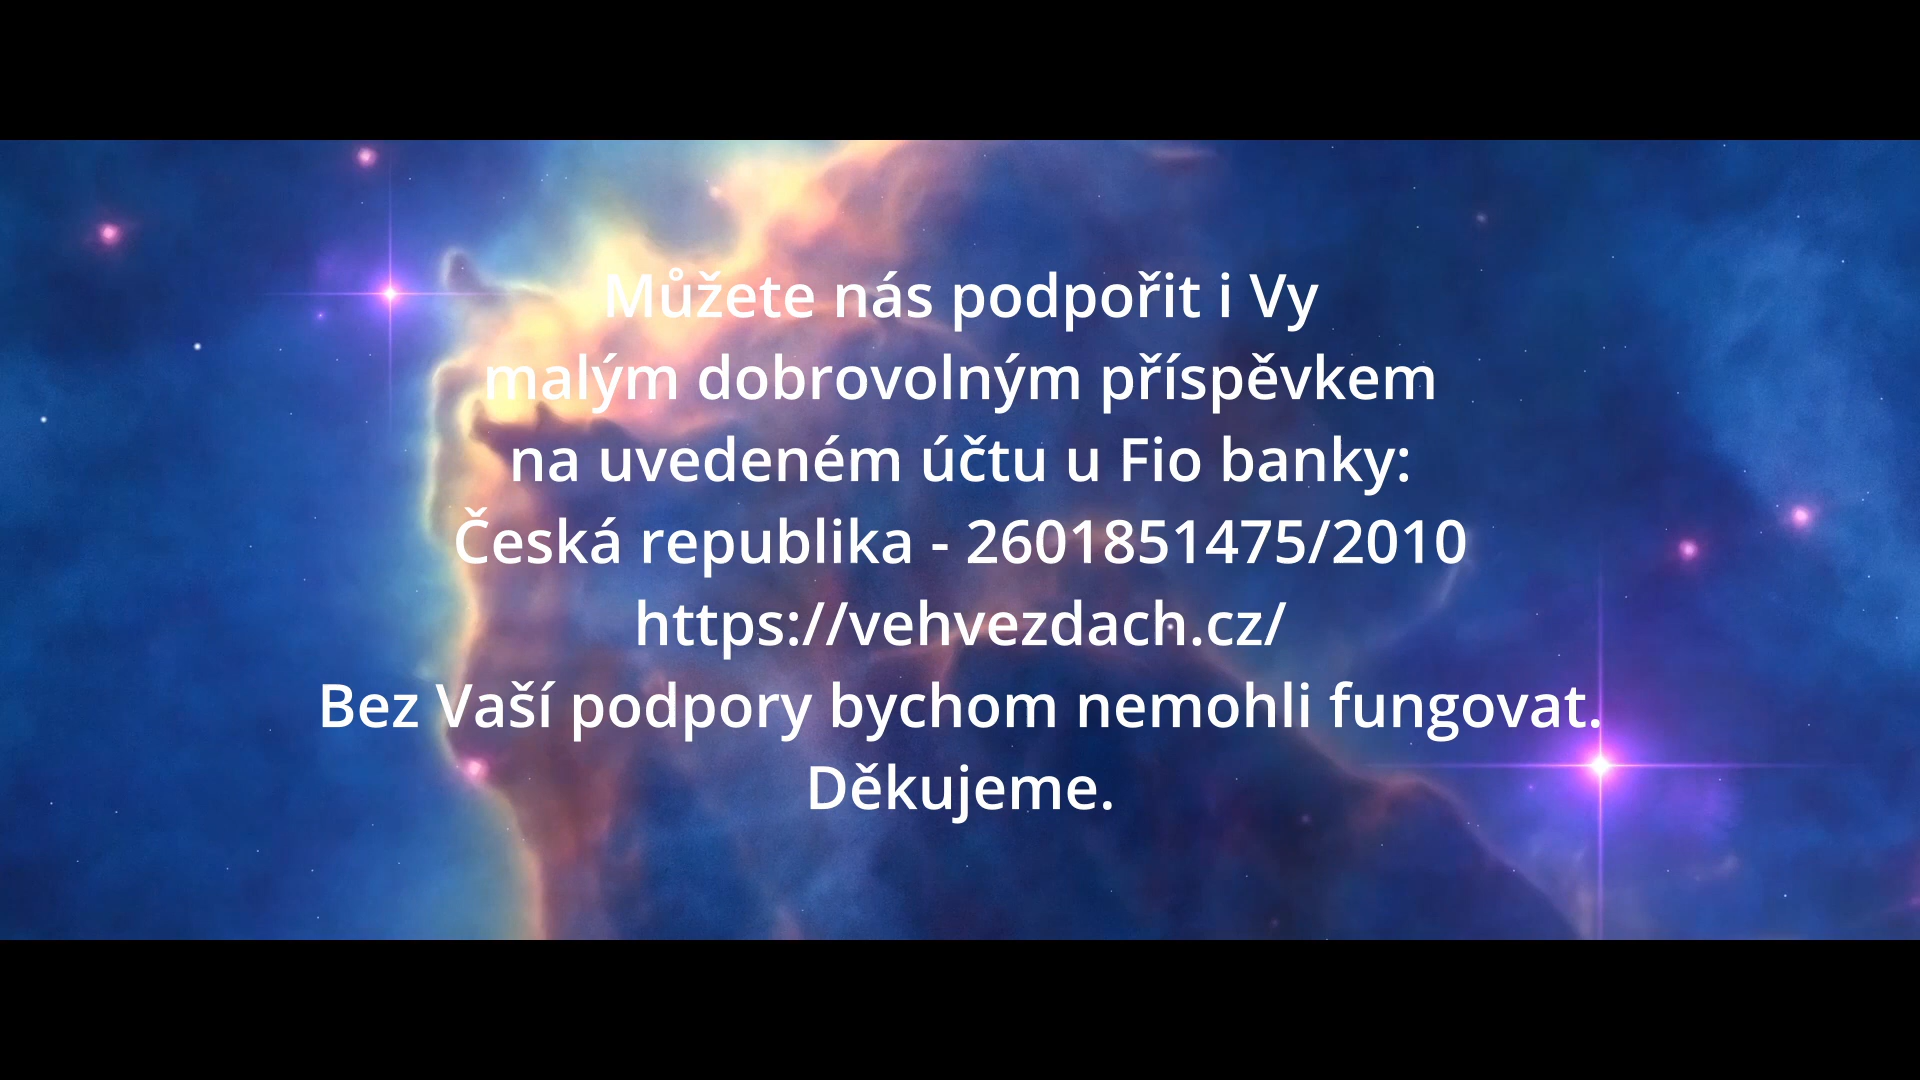 Můžete nás podpořit i Vy
malým dobrovolným příspěvkem
na uvedeném účtu u Fio banky:
Česká republika - 2601851475/2010
https://vehvezdach.cz/
Bez Vaší podpory bychom nemohli fungovat.
Děkujeme.